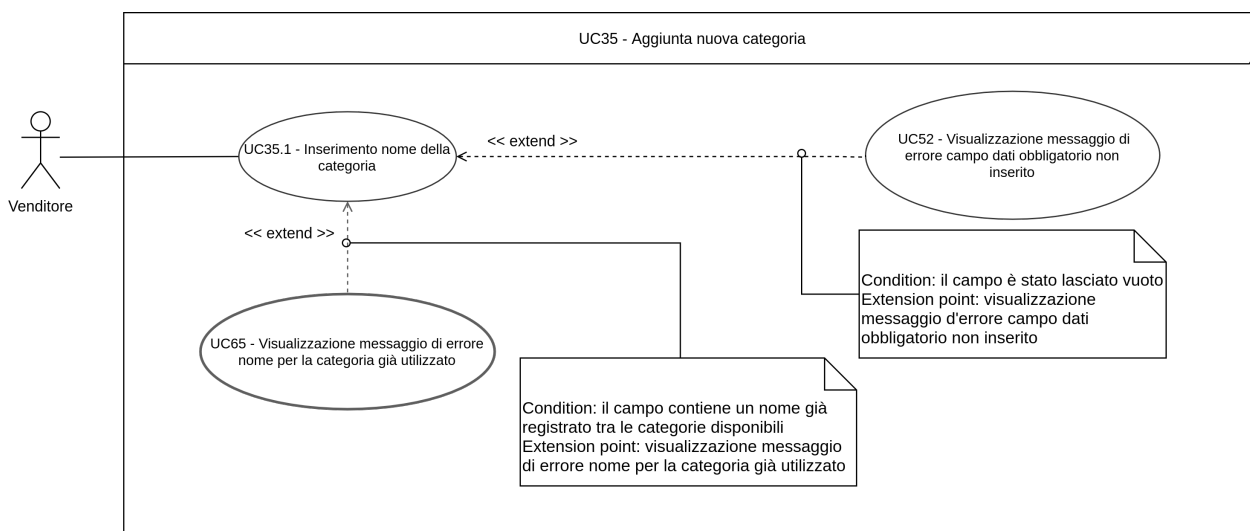 UC35 - Aggiunta nuova categoria
Venditore
UC35.1 - Inserimento nome della
categoria
<< extend >>
UC52 - Visualizzazione messaggio di
errore campo dati obbligatorio non
inserito
<< extend >>
Condition: il campo è stato lasciato vuoto
Extension point: visualizzazione
messaggio d'errore campo dati
obbligatorio non inserito
UC65 - Visualizzazione messaggio di errore
nome per la categoria già utilizzato
Condition: il campo contiene un nome già
registrato tra le categorie disponibili
Extension point: visualizzazione messaggio
di errore nome per la categoria già utilizzato